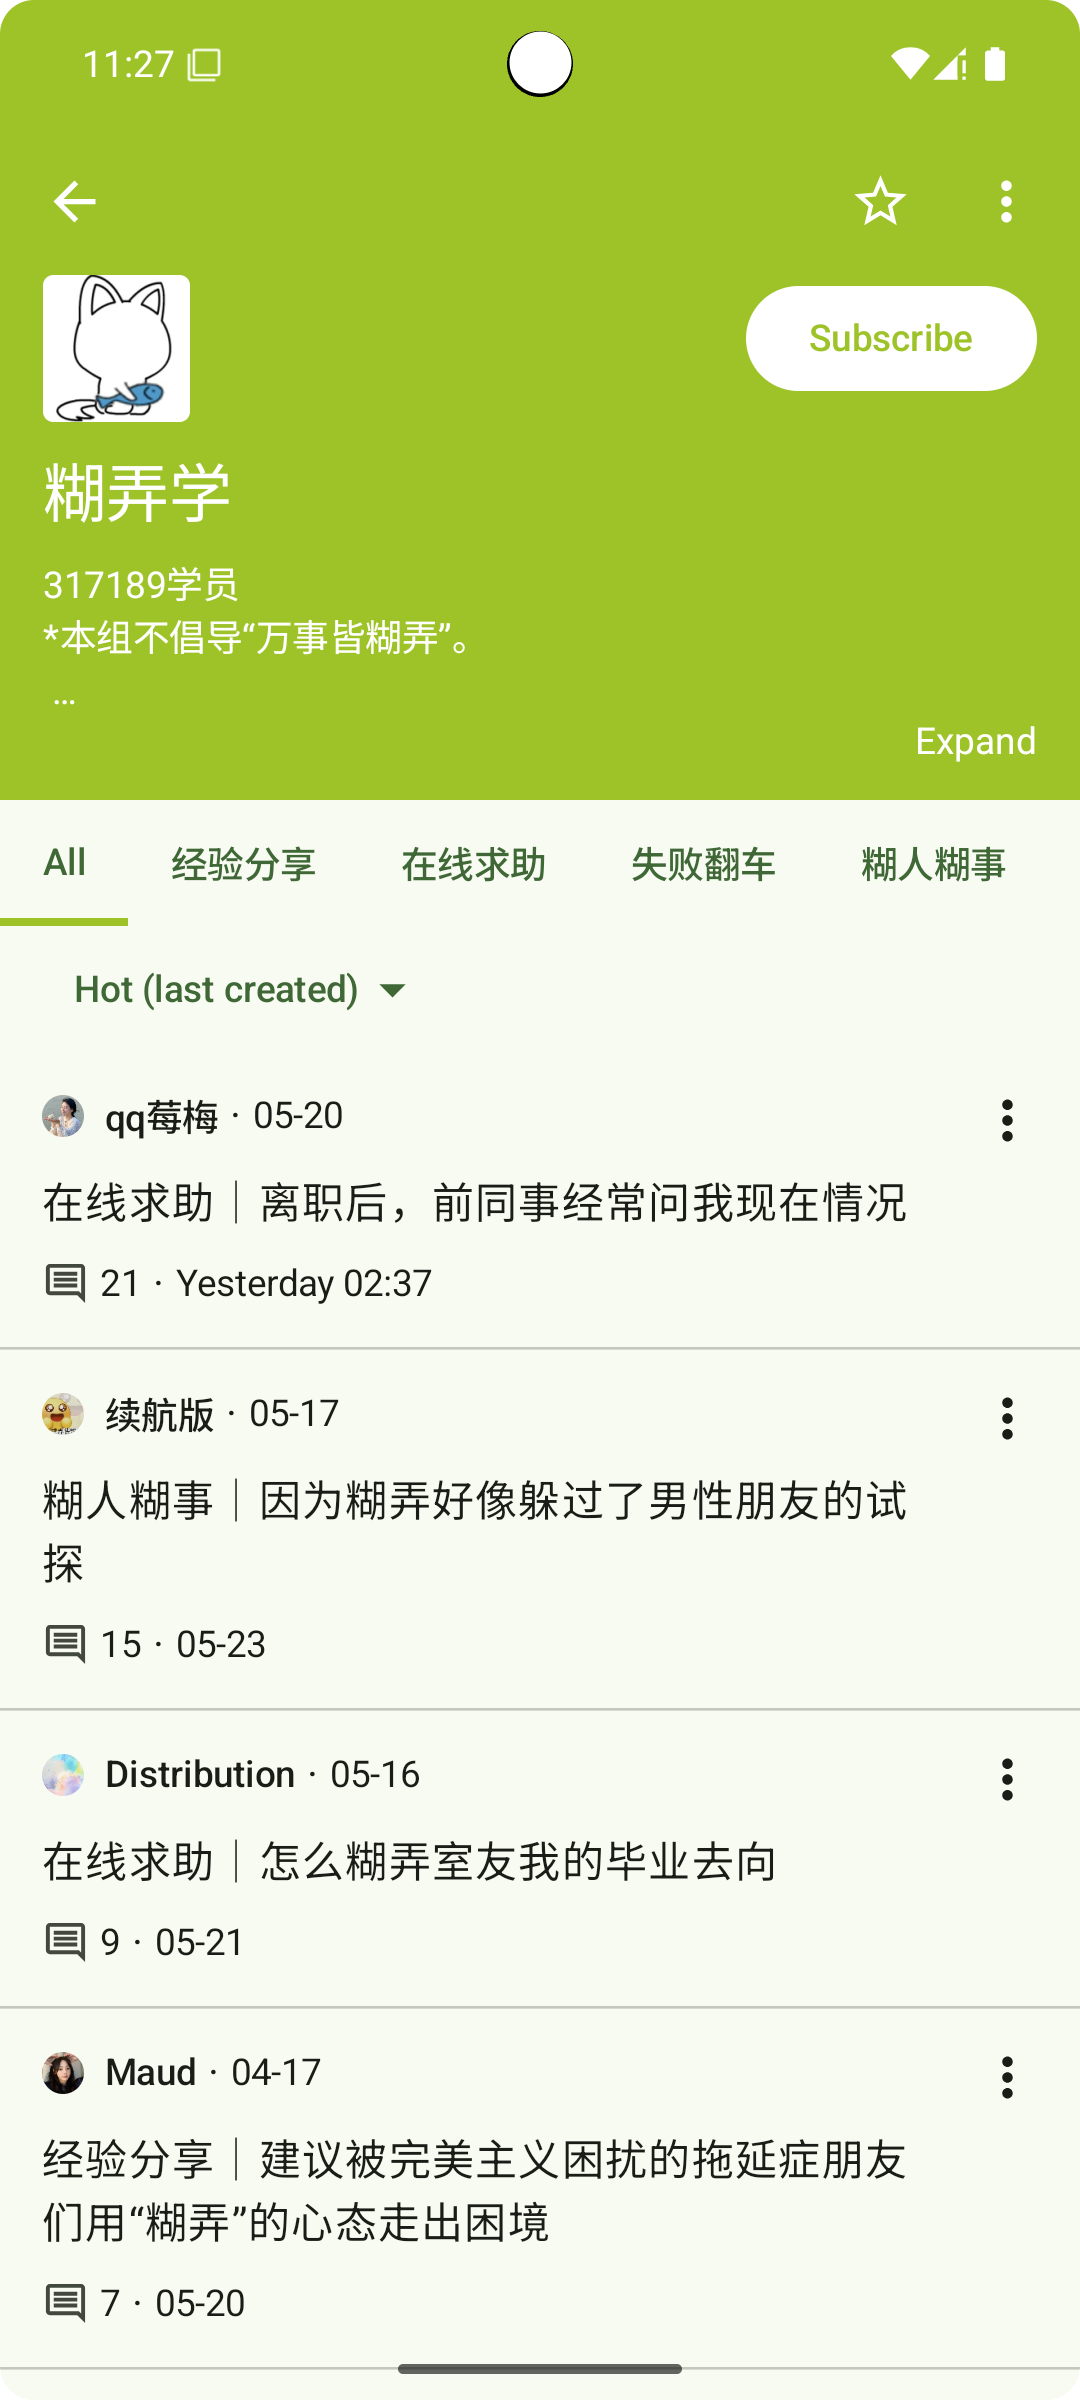 11:27
Subscribe
糊弄学
317189学员
*本组不倡导“万事皆糊弄”。
...
Expand
All 经验分享 在线求助 失败翻车 糊人糊事
Hot (last created)
qq莓梅 · 05-20
在线求助｜离职后，前同事经常问我现在情况
21 · Yesterday 02:37
续航版 · 05-17
糊人糊事｜因为糊弄好像躲过了男性朋友的试
探
15 · 05-23
Distribution · 05-16
在线求助｜怎么糊弄室友我的毕业去向
9 · 05-21
Maud · 04-17
经验分享｜建议被完美主义困扰的拖延症朋友
们用“糊弄”的心态走出困境
7 · 05-20